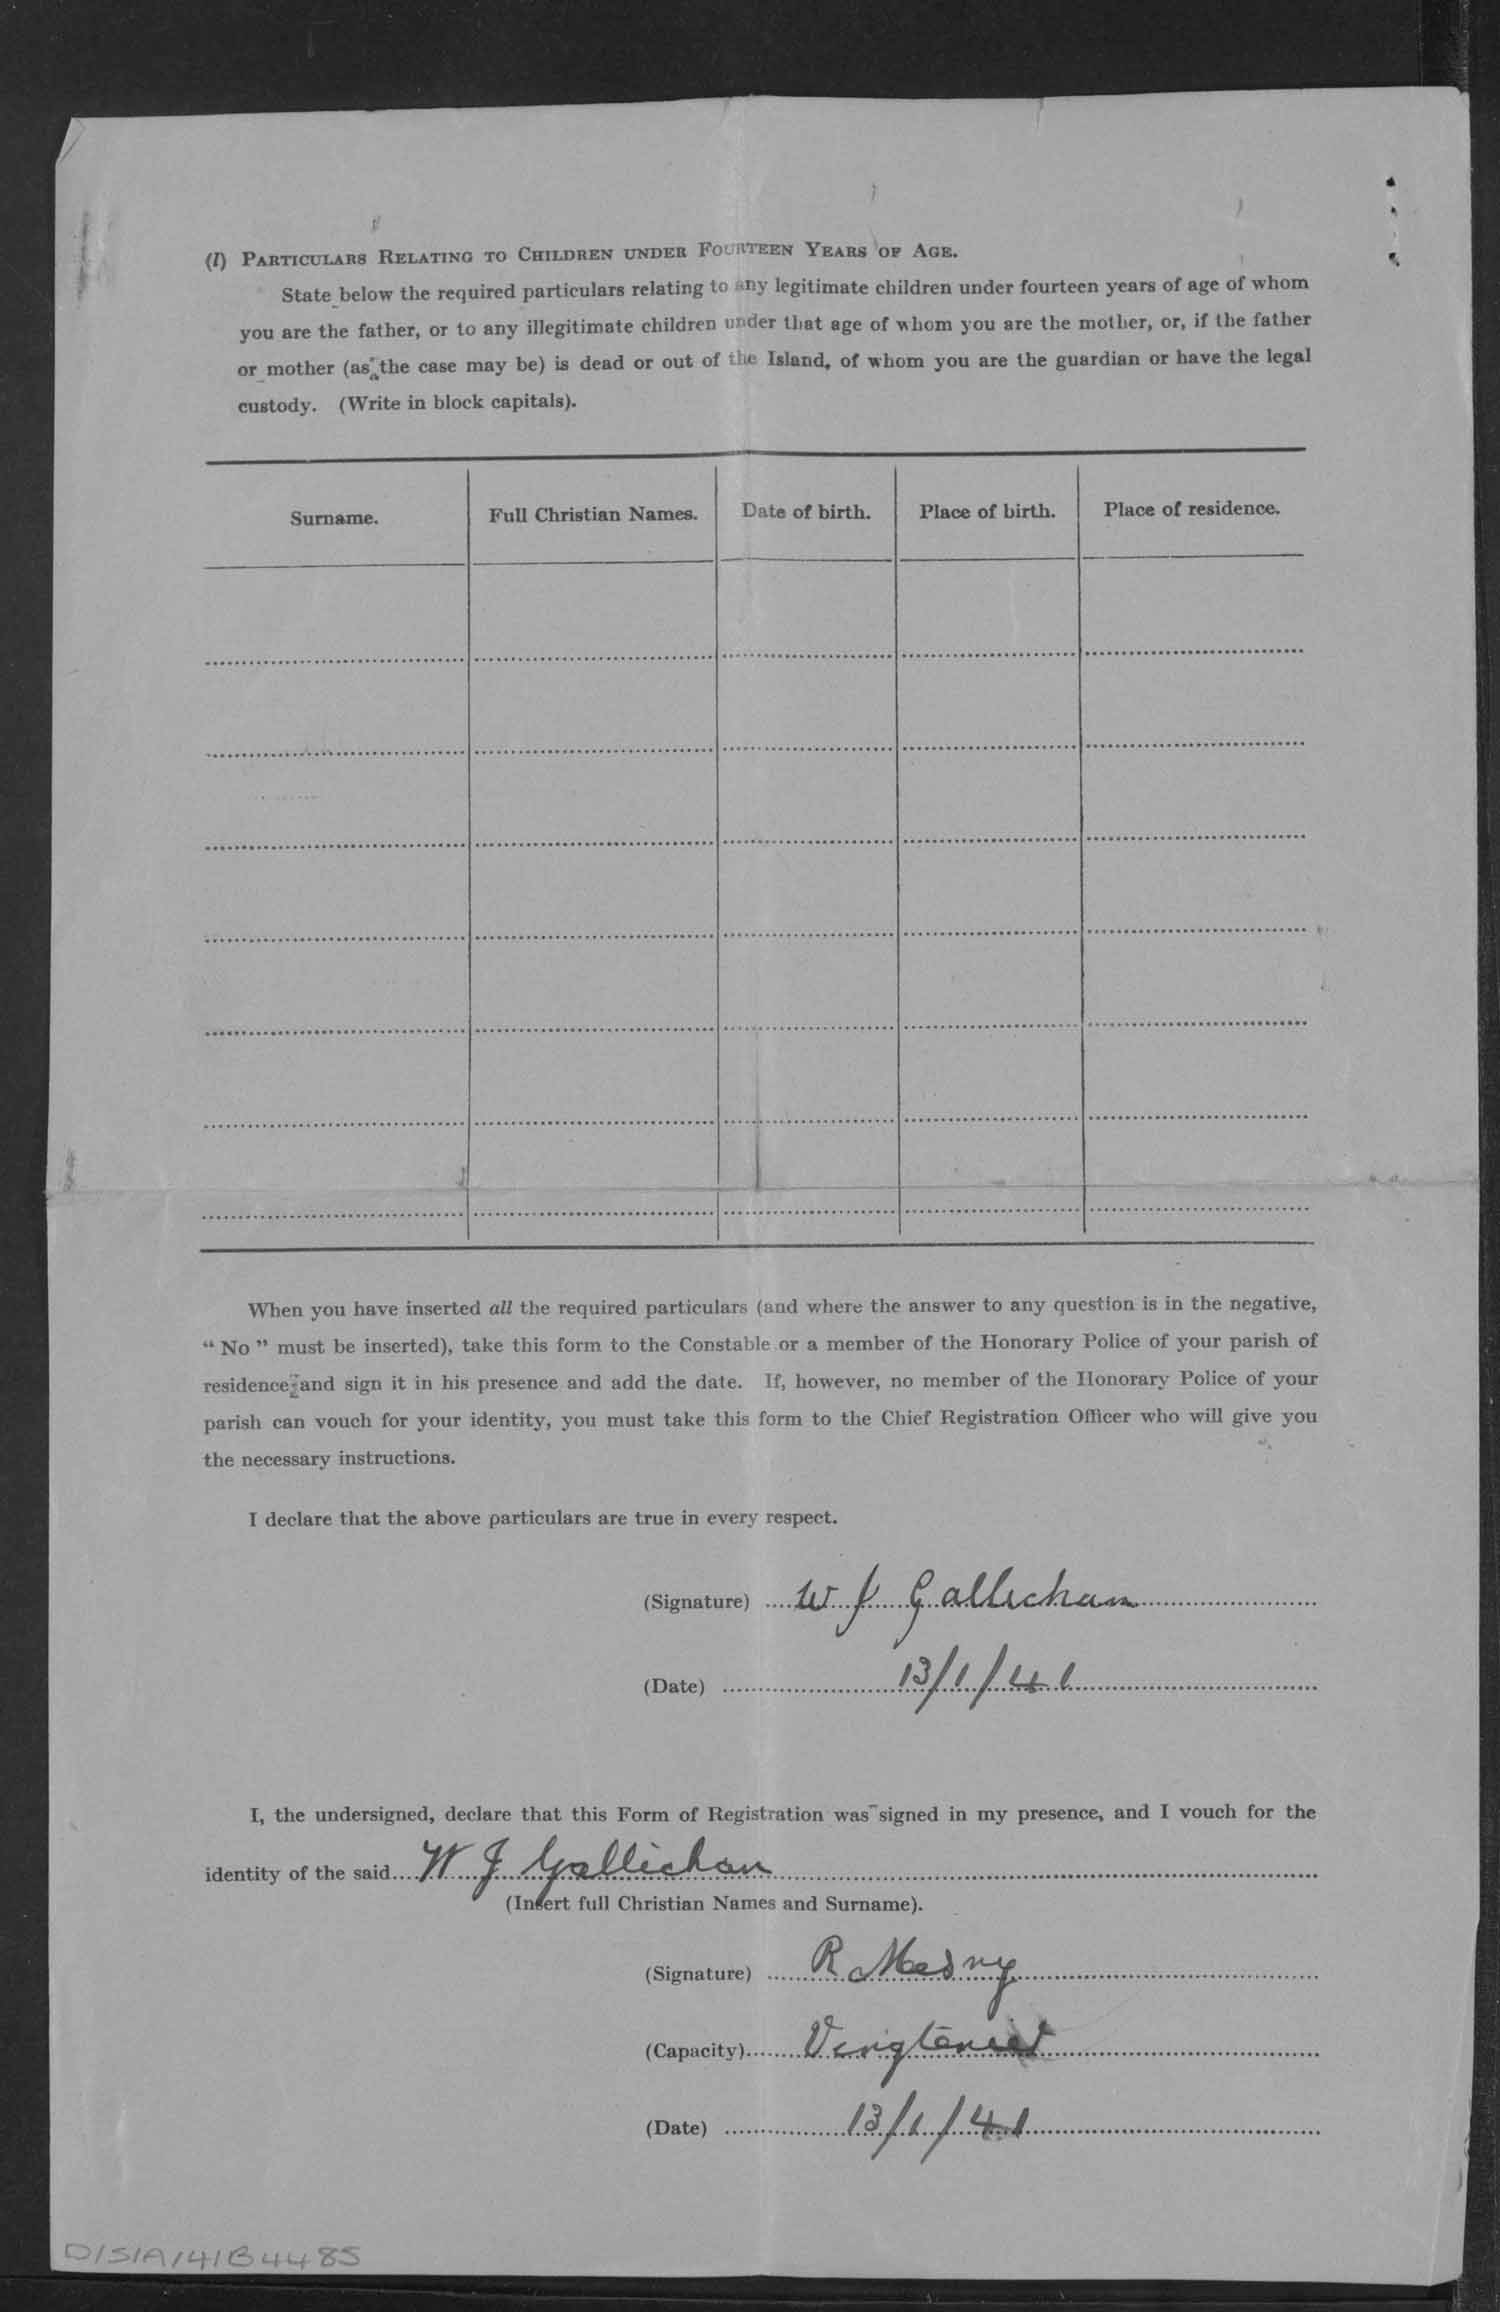 (l) PARTICULARS RELATING TO CHILDREN UNDER FOURTEEN YEARS OF AGE.
State below the required particulars relating to any legitimate children under fourteen years of age of whom
you are the father, or to any illegitimate children under that age of whom you are the mother, or, if the father
or mother (as the case may be) is dead or out of the Island, of whom you are the guardian or have the legal
custody. (Write in block capitals).
Surname. Full Christian Names. Date of birth. Place of birth. Place of residence.
When you have inserted all the required particulars (and where the answer to any question is in the negative,
“ No ” must be inserted), take this form to the Constable or a member of the Honorary Police of your parish of
residence and sign it in his presence and add the date. If, however, no member of the Honorary Police of your
parish can vouch for your identity, you must take this form to the Chief Registration Officer who will give you
the necessary instructions.
I declare that the above particulars are true in every respect.
(Signature) W J Gallichan
(Date) 13/1/41
I, the undersigned, declare that this Form of Registration was signed in my presence, and I vouch for the
identity of the said W J Gallichan
(Insert full Christian Names and Surname).
(Signature) R
(Capacity) Vingtenier
(Date) 13/1/41
D/S/A/4/B4485